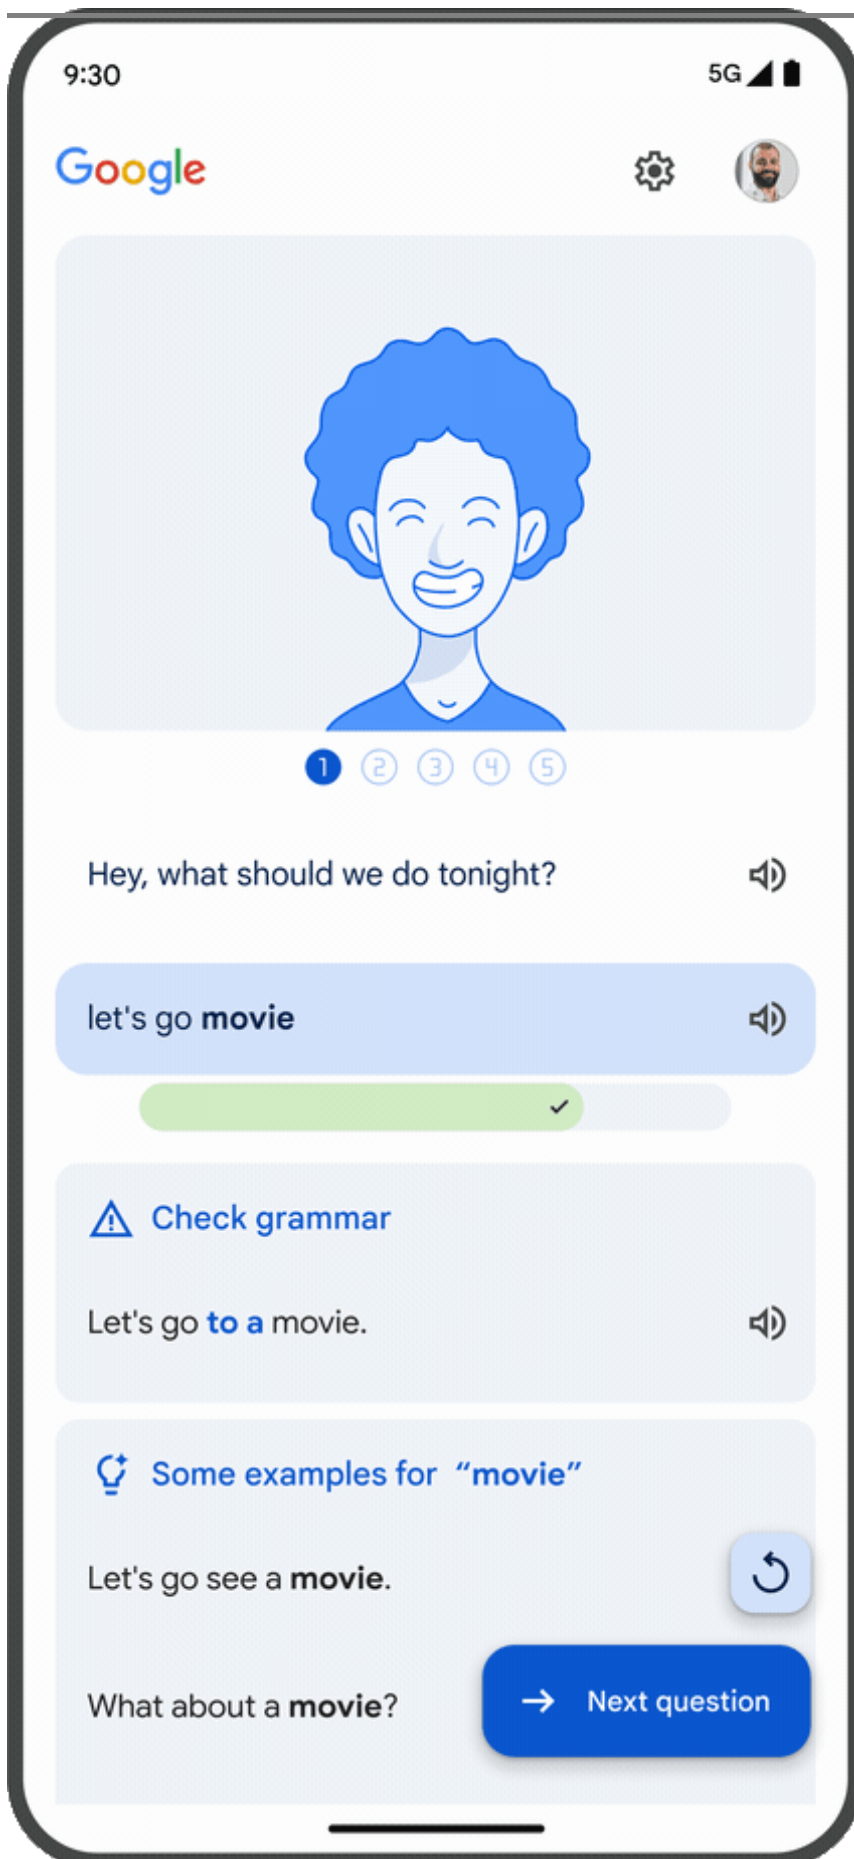 9:30 5G
Google
1 2 3 4 5
Hey, what should we do tonight?
let's go movie
Check grammar
Let's go to a movie.
Some examples for “movie”
Let's go see a movie.
What about a movie?
Next question